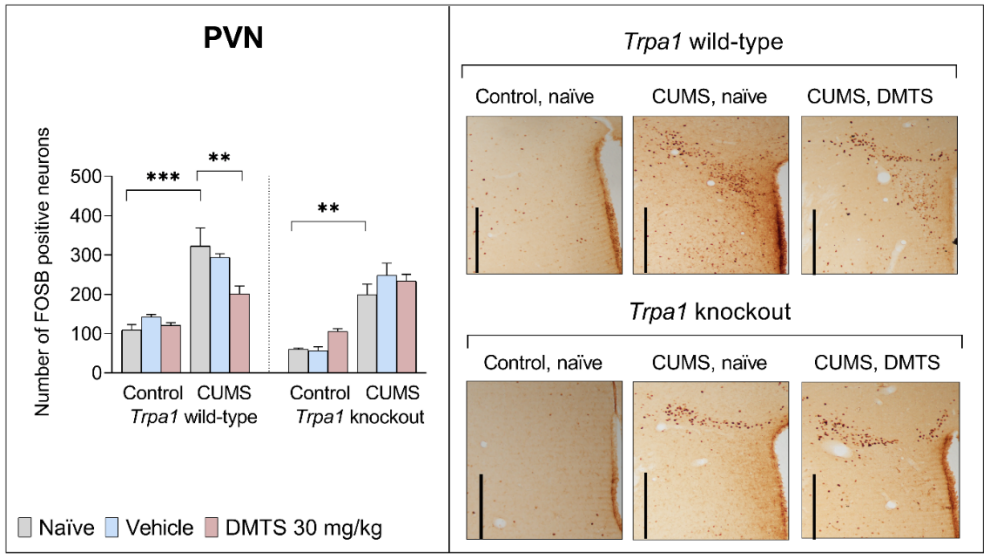 PVN
Number of FOSB positive neurons
500
400
300
200
100
0
***
**
**
Control
CUMS
Control
CUMS
Trpa1 wild-type
Trpa1 knockout
Naïve
Vehicle
DMTS 30 mg/kg
Trpa1 wild-type
Control, naïve
CUMS, naïve
CUMS, DMTS
Trpa1 knockout
Control, naïve
CUMS, naïve
CUMS, DMTS